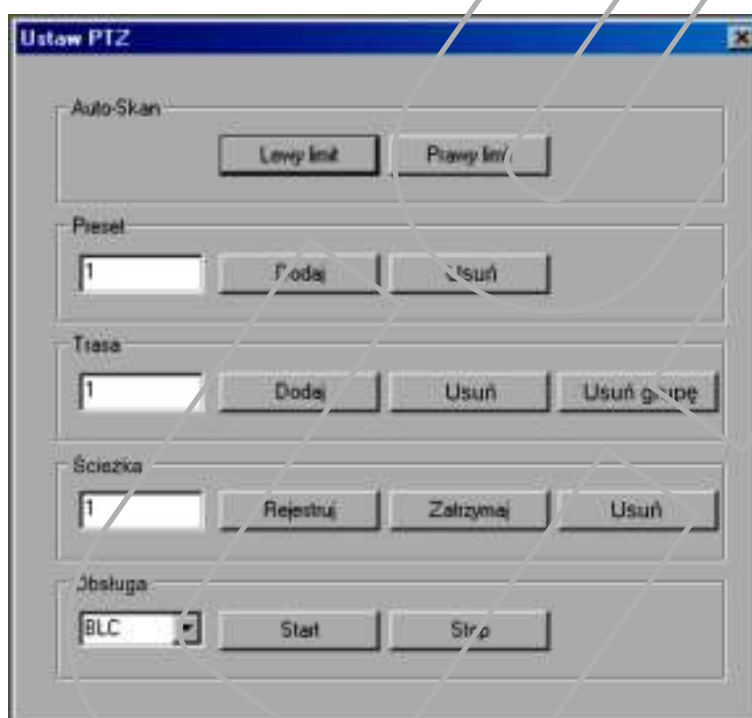 Ustaw PTZ
Auto-Skan
Lewy limit Prawy limit
Preset
1 Dodaj Usuń
Trasa
1 Dodaj Usuń Usuń grupę
Ścieżka
1 Rejestruj Zatrzymaj Usuń
Obsługa
BLC Start Stop